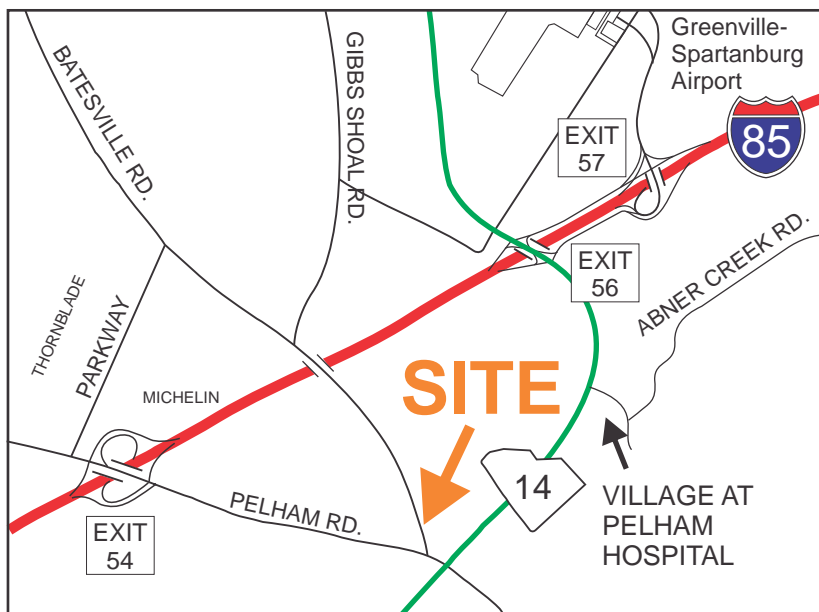 Greenville-
Spartanburg
Airport
BATESVILLE RD.
GIBBS SHOAL RD.
EXIT
57
85
EXIT
56
ABNER CREEK RD.
THORNBLADE
PARKWAY
MICHELIN
SITE
14
VILLAGE AT
PELHAM
HOSPITAL
PELHAM RD.
EXIT
54